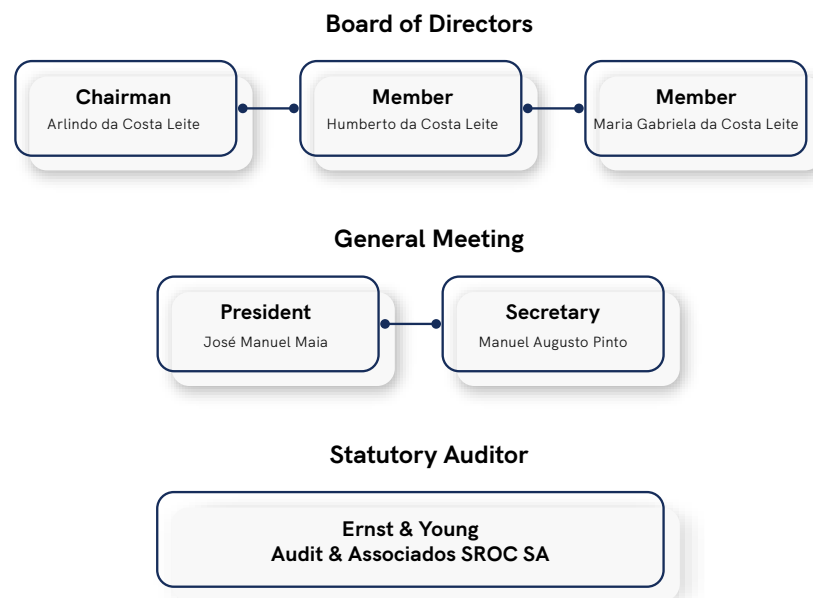 Board of Directors
Chairman
Arlindo da Costa Leite
Member
Humberto da Costa Leite
Member
Maria Gabriela da Costa Leite
General Meeting
President
José Manuel Maia
Secretary
Manuel Augusto Pinto
Statutory Auditor
Ernst & Young
Audit & Associados SROC SA